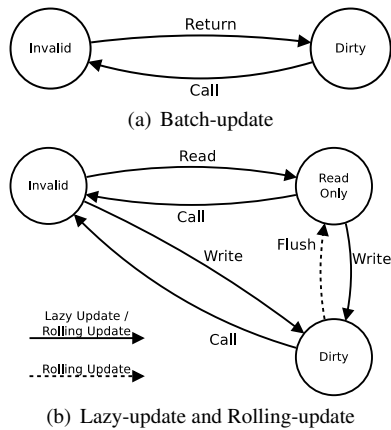 Return
Invalid
Dirty
Call
(a) Batch-update
Read
Invalid
Read
Only
Call
Write
Flush
Write
Lazy Update /
Rolling Update
Call
Rolling Update
Dirty
(b) Lazy-update and Rolling-update